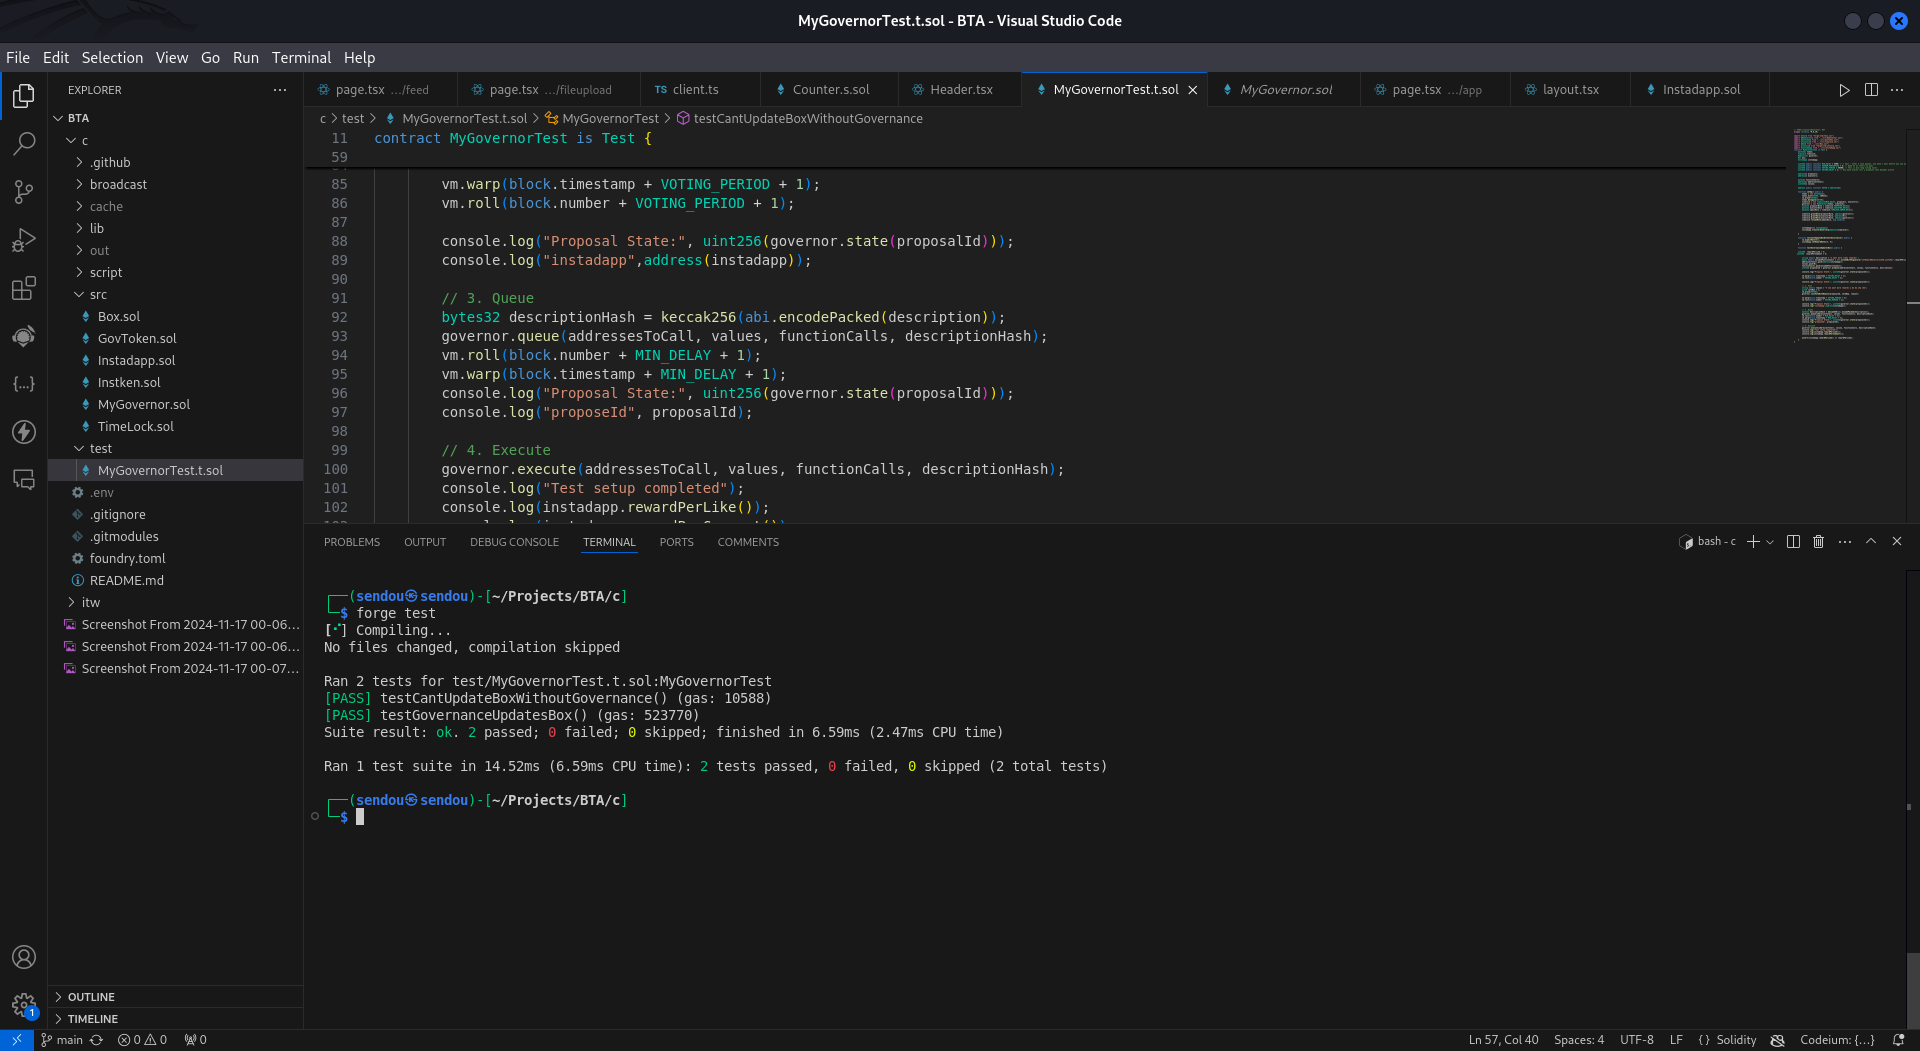 MyGovernorTest.t.sol - BTA - Visual Studio Code
File Edit Selection View Go Run Terminal Help
EXPLORER
BTA
c
.github
broadcast
cache
lib
out
script
src
Box.sol
GovToken.sol
Instadapp.sol
Instken.sol
MyGovernor.sol
TimeLock.sol
test
MyGovernorTest.t.sol
.env
.gitignore
.gitmodules
foundry.toml
README.md
itw
Screenshot From 2024-11-17 00-06...
Screenshot From 2024-11-17 00-06...
Screenshot From 2024-11-17 00-07...
OUTLINE
TIMELINE
page.tsx .../feed page.tsx .../fileupload TS client.ts Counter.s.sol Header.tsx MyGovernorTest.t.sol MyGovernor.sol page.tsx .../app layout.tsx Instadapp.sol
c > test > MyGovernorTest.t.sol > MyGovernorTest > testCantUpdateBoxWithoutGovernance
11 contract MyGovernorTest is Test {
59
85 vm.warp(block.timestamp + VOTING_PERIOD + 1);
86 vm.roll(block.number + VOTING_PERIOD + 1);
87
88 console.log("Proposal State:", uint256(governor.state(proposalId)));
89 console.log("instadapp",address(instadapp));
90
91 // 3. Queue
92 bytes32 descriptionHash = keccak256(abi.encodePacked(description));
93 governor.queue(addressesToCall, values, functionCalls, descriptionHash);
94 vm.roll(block.number + MIN_DELAY + 1);
95 vm.warp(block.timestamp + MIN_DELAY + 1);
96 console.log("Proposal State:", uint256(governor.state(proposalId)));
97 console.log("proposeId", proposalId);
98
99 // 4. Execute
100 governor.execute(addressesToCall, values, functionCalls, descriptionHash);
101 console.log("Test setup completed");
102 console.log(instadapp.rewardPerLike());
PROBLEMS OUTPUT DEBUG CONSOLE TERMINAL PORTS COMMENTS
bash - c
(sendou㉿sendou)-[~/Projects/BTA/c]
$ forge test
[⠊] Compiling...
No files changed, compilation skipped
Ran 2 tests for test/MyGovernorTest.t.sol:MyGovernorTest
[PASS] testCantUpdateBoxWithoutGovernance() (gas: 10588)
[PASS] testGovernanceUpdatesBox() (gas: 523770)
Suite result: ok. 2 passed; 0 failed; 0 skipped; finished in 6.59ms (2.47ms CPU time)
Ran 1 test suite in 14.52ms (6.59ms CPU time): 2 tests passed, 0 failed, 0 skipped (2 total tests)
(sendou㉿sendou)-[~/Projects/BTA/c]
$
1
main 0 0 0
Ln 57, Col 40 Spaces: 4 UTF-8 LF { } Solidity Codeium: {...}